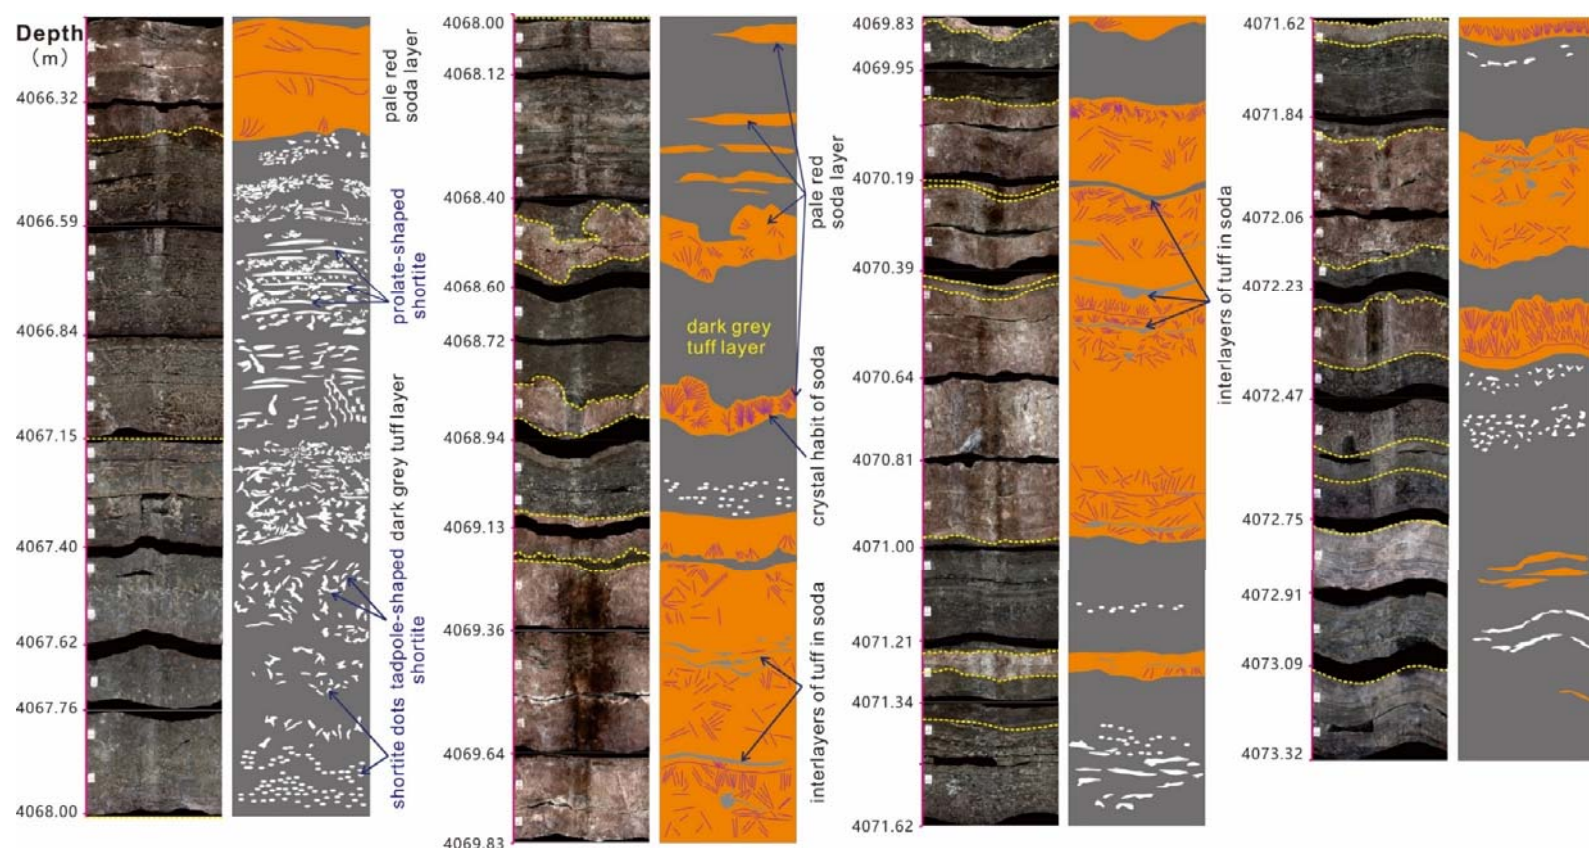 Depth
(m)
4066.32
4066.59
4066.84
4067.15
4067.40
4067.62
4067.76
4068.00
pale red
soda layer
prolate-shaped
shortite
dark grey tuff layer
tadpole-shaped
shortite
shortite dots
4068.00
4068.12
4068.40
4068.60
4068.72
4068.94
4069.13
4069.36
4069.64
4069.83
dark grey
tuff layer
pale red
soda layer
crystal habit of soda
interlayers of tuff in soda
4069.83
4069.95
4070.19
4070.39
4070.64
4070.81
4071.00
4071.21
4071.34
4071.62
interlayers of tuff in soda
4071.62
4071.84
4072.06
4072.23
4072.47
4072.75
4072.91
4073.09
4073.32